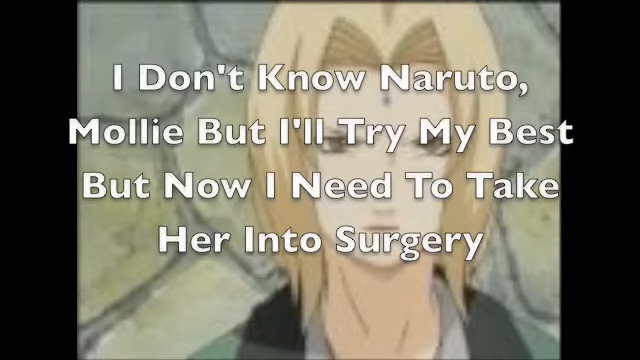 I Don't Know Naruto,
Mollie But I'll Try My Best
But Now I Need To Take
Her Into Surgery